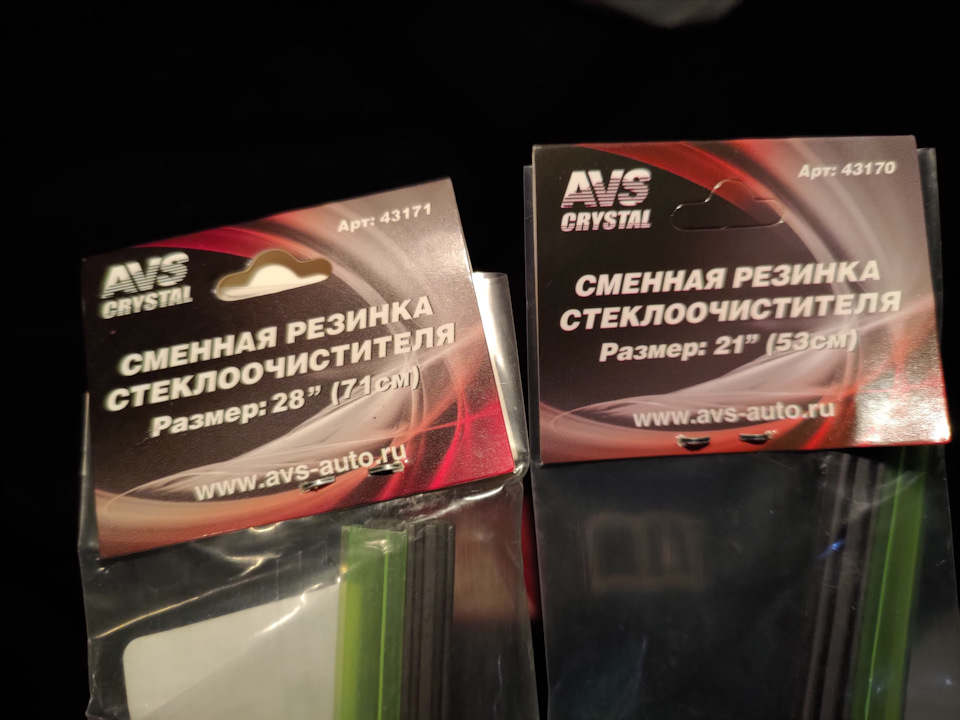 AVS
CRYSTAL
Арт: 43171
СМЕННАЯ РЕЗИНКА
СТЕКЛООЧИСТИТЕЛЯ
Размер: 28” (71см)
www.avs-auto.ru
AVS
CRYSTAL
Арт: 43170
СМЕННАЯ РЕЗИНКА
СТЕКЛООЧИСТИТЕЛЯ
Размер: 21” (53см)
www.avs-auto.ru